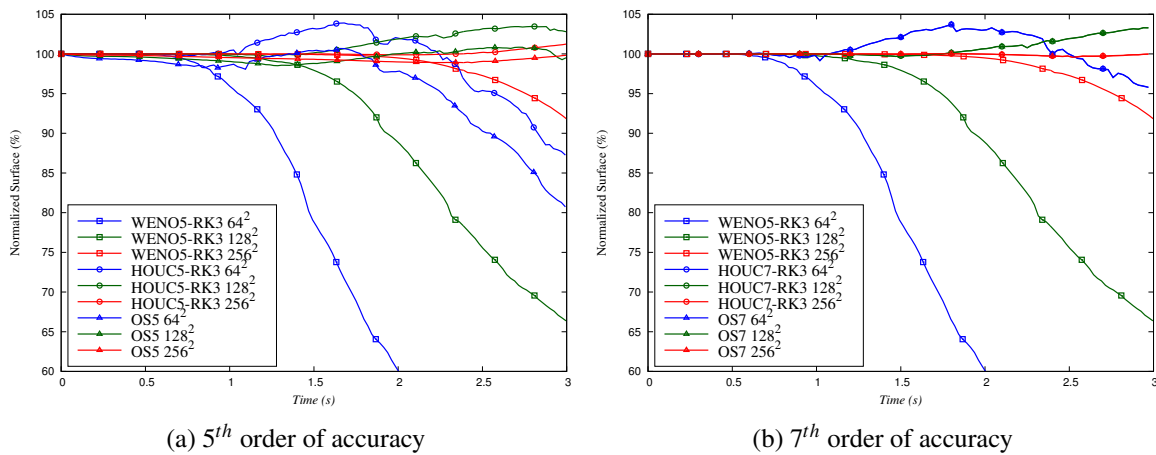 105
100
95
90
85
80
75
70
65
60
Normalized Surface (%)
WENO5-RK3 64²
WENO5-RK3 128²
WENO5-RK3 256²
HOUC5-RK3 64²
HOUC5-RK3 128²
HOUC5-RK3 256²
OS5 64²
OS5 128²
OS5 256²
0 0.5 1 1.5 2 2.5 3
Time (s)
(a) 5th order of accuracy
105
100
95
90
85
80
75
70
65
60
Normalized Surface (%)
WENO5-RK3 64²
WENO5-RK3 128²
WENO5-RK3 256²
HOUC7-RK3 64²
HOUC7-RK3 128²
HOUC7-RK3 256²
OS7 64²
OS7 128²
OS7 256²
0 0.5 1 1.5 2 2.5 3
Time (s)
(b) 7th order of accuracy